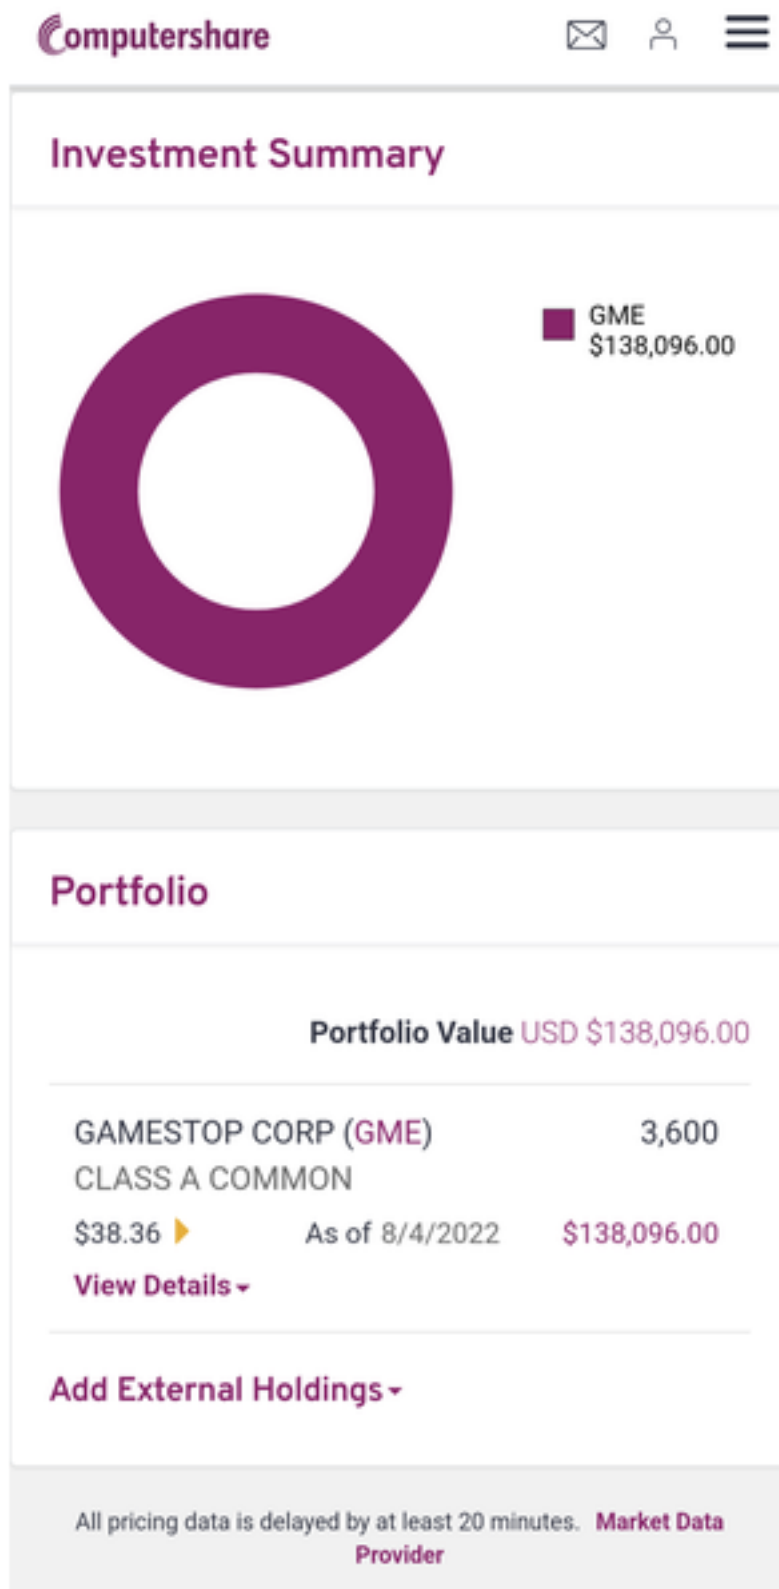 Computershare
Investment Summary
GME
$138,096.00
Portfolio
Portfolio Value USD $138,096.00
GAMESTOP CORP (GME) 3,600
CLASS A COMMON
$38.36 As of 8/4/2022 $138,096.00
View Details
Add External Holdings
All pricing data is delayed by at least 20 minutes. Market Data
Provider